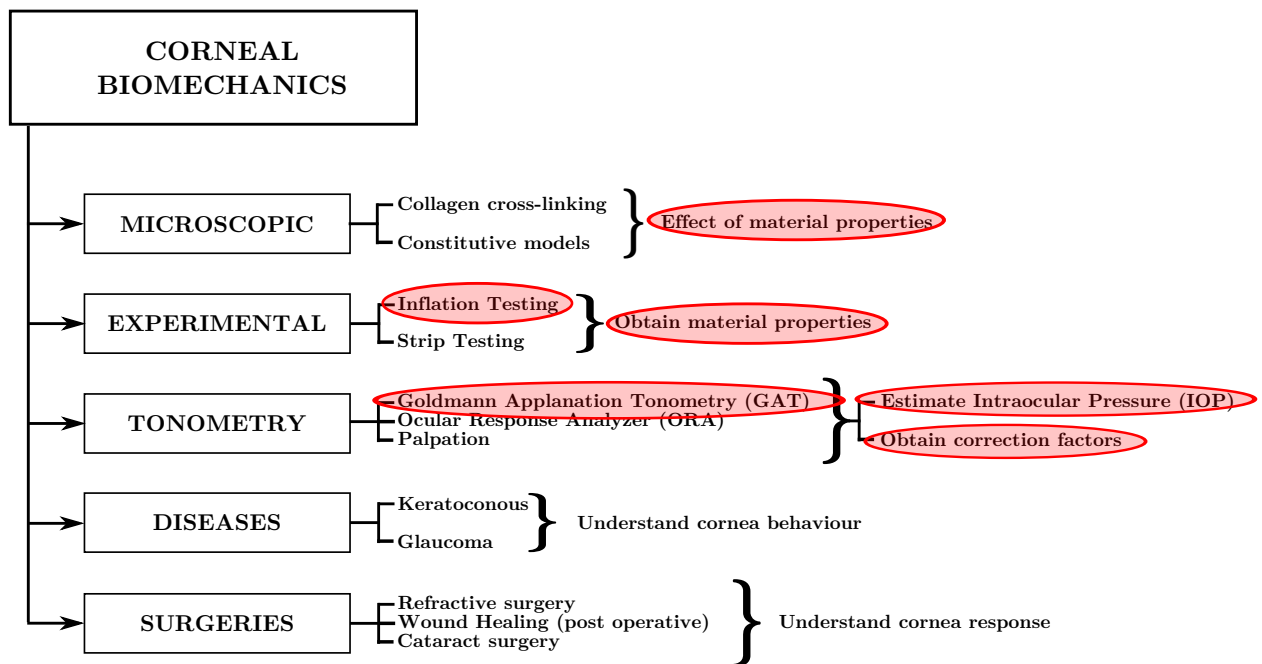 CORNEAL
BIOMECHANICS
MICROSCOPIC
Collagen cross-linking
Constitutive models
Effect of material properties
EXPERIMENTAL
Inflation Testing
Strip Testing
Obtain material properties
TONOMETRY
Goldmann Applanation Tonometry (GAT)
Ocular Response Analyzer (ORA)
Palpation
Estimate Intraocular Pressure (IOP)
Obtain correction factors
DISEASES
Keratoconous
Glaucoma
Understand cornea behaviour
SURGERIES
Refractive surgery
Wound Healing (post operative)
Cataract surgery
Understand cornea response